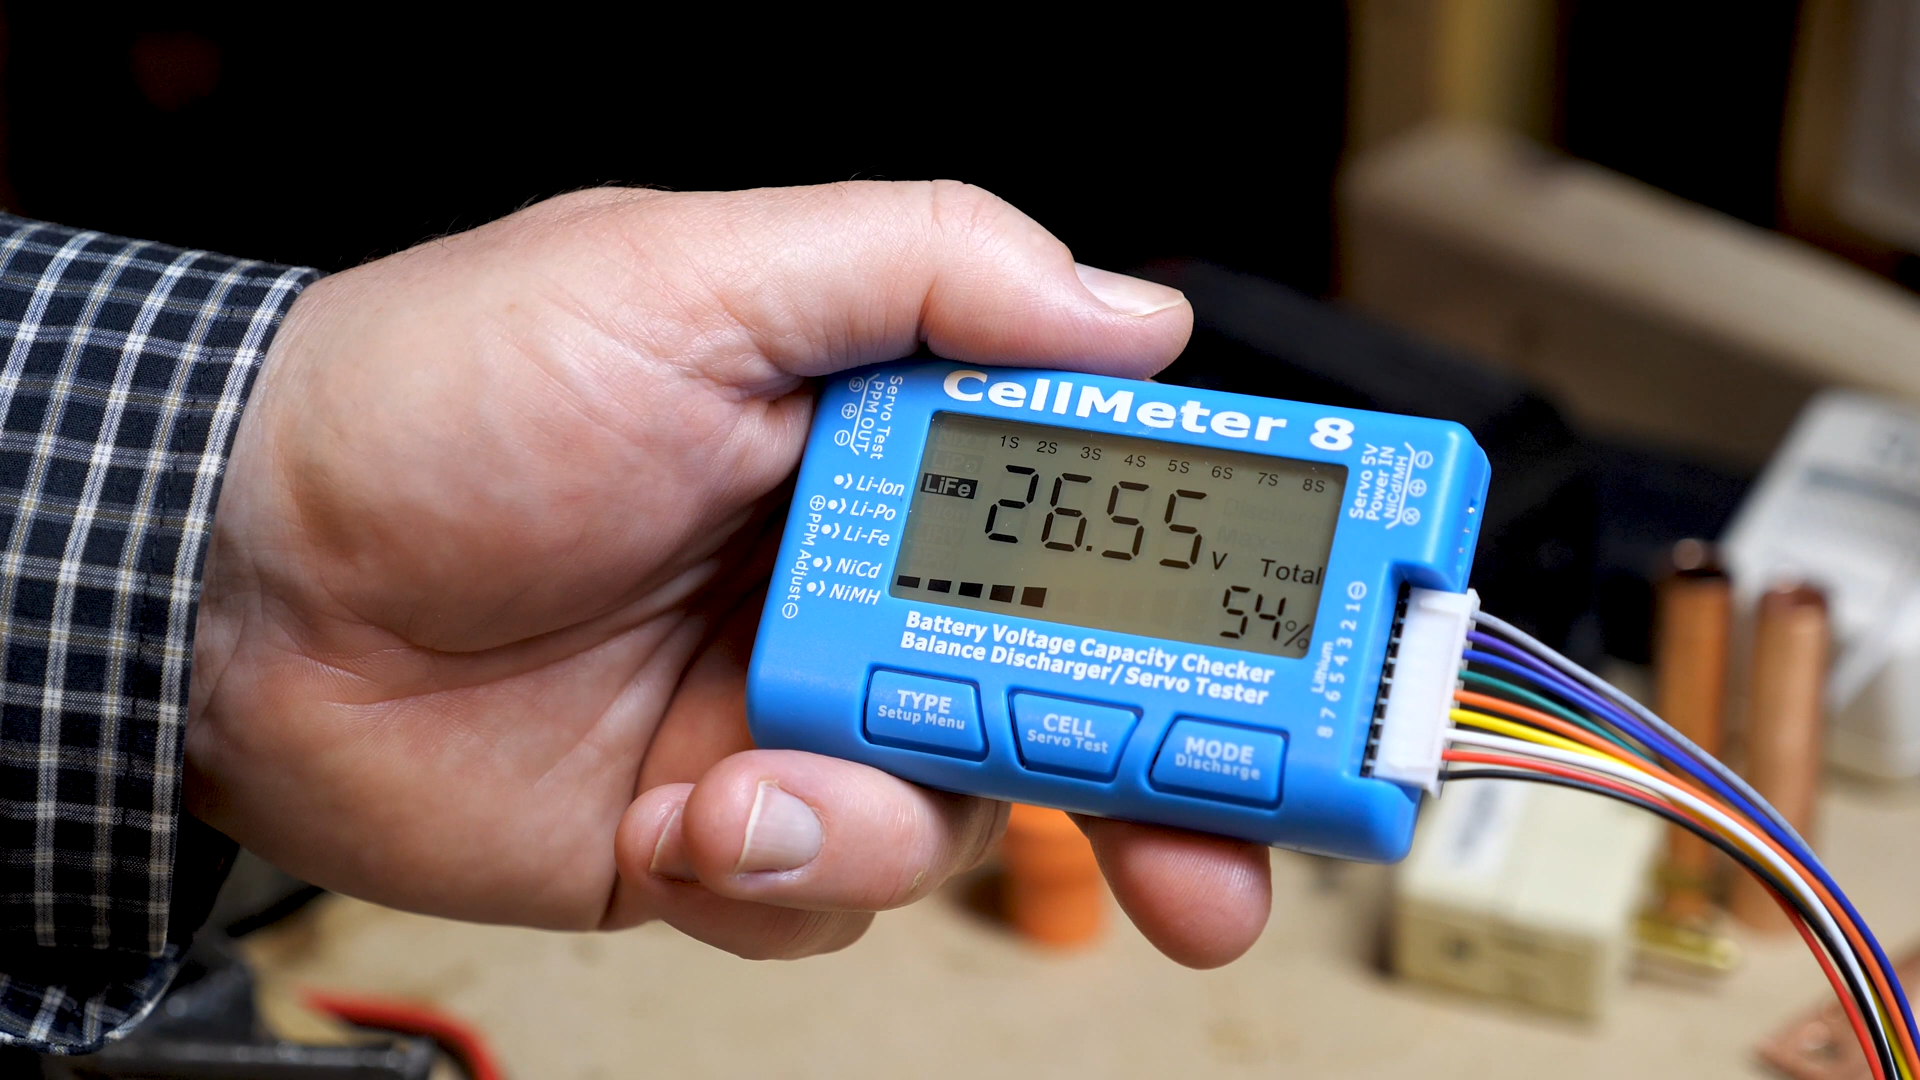 CellMeter 8
Servo Test
PPM OUT
1S 2S 3S 4S 5S 6S 7S 8S
LiFe
26.55 V
Total
54%
Li-Ion
Li-Po
Li-Fe
NiCd
NiMH
PPM Adjust
Servo 5V
Power IN
NiCd/MH
Lithium
8 7 6 5 4 3 2 1
Battery Voltage Capacity Checker
Balance Discharger/Servo Tester
TYPE
Setup Menu
CELL
Servo Test
MODE
Discharge